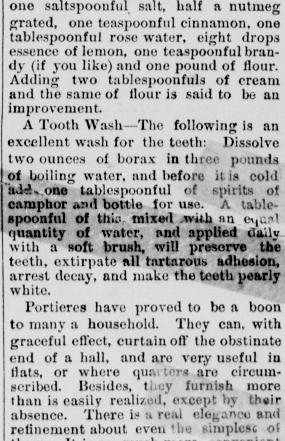 one saltspoonful salt, half a nutmeg
grated, one teaspoonful cinnamon, one
tablespoonful rose water, eight drops
essence of lemon, one teaspoonful bran-
dy (if you like) and one pound of flour.
Adding two tablespoonfuls of cream
and the same of flour is said to be an
improvement.
A Tooth Wash—The following is an
excellent wash for the teeth: Dissolve
two ounces of borax in three pounds
of boiling water, and before it is cold
add one tablespoonful of spirits of
camphor and bottle for use. A table-
spoonful of this, mixed with an equal
quantity of water, and applied daily
with a soft brush, will preserve the
teeth, extirpate all tartarous adhesion,
arrest decay, and make the teeth pearly
white.
Portieres have proved to be a boon
to many a household. They can, with
graceful effect, curtain off the obstinate
end of a hall, and are very useful in
flats, or where quarters are circum-
scribed. Besides, they furnish more
than is easily realized, except by their
absence. There is a real elegance and
refinement about even the simplest of